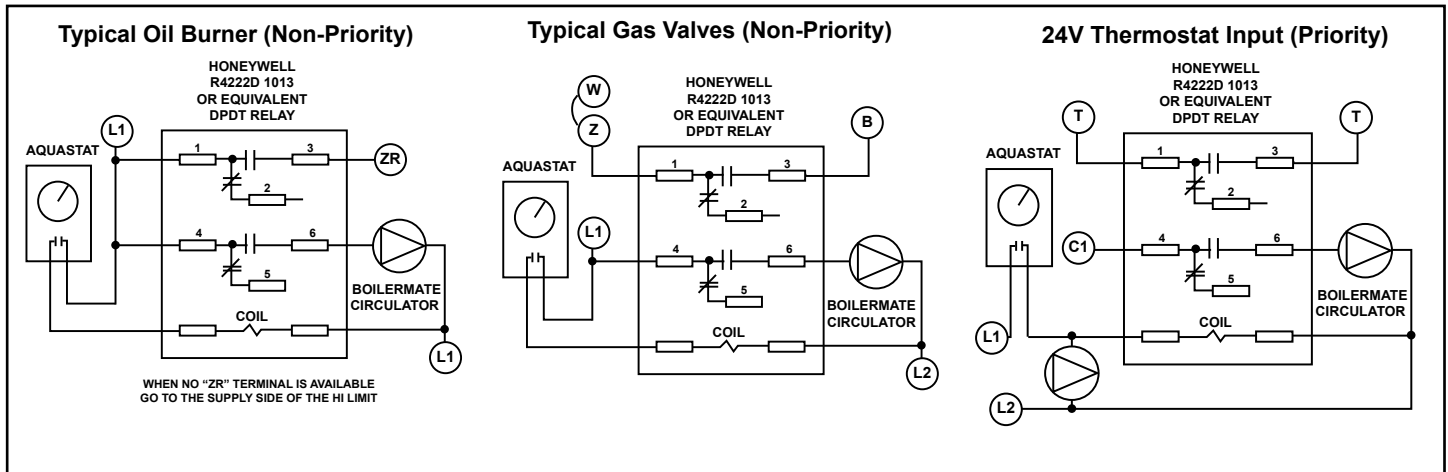 Typical Oil Burner (Non-Priority)
HONEYWELL
R4222D 1013
OR EQUIVALENT
DPDT RELAY
L1
AQUASTAT
1
3
ZR
2
4
6
5
BOILERMATE
CIRCULATOR
COIL
L1
WHEN NO “ZR” TERMINAL IS AVAILABLE
GO TO THE SUPPLY SIDE OF THE HI LIMIT
Typical Gas Valves (Non-Priority)
HONEYWELL
R4222D 1013
OR EQUIVALENT
DPDT RELAY
W
Z
B
AQUASTAT
1
3
2
L1
4
6
5
BOILERMATE
CIRCULATOR
COIL
L2
24V Thermostat Input (Priority)
HONEYWELL
R4222D 1013
OR EQUIVALENT
DPDT RELAY
T
T
AQUASTAT
1
3
2
C1
4
6
5
BOILERMATE
CIRCULATOR
L1
COIL
L2